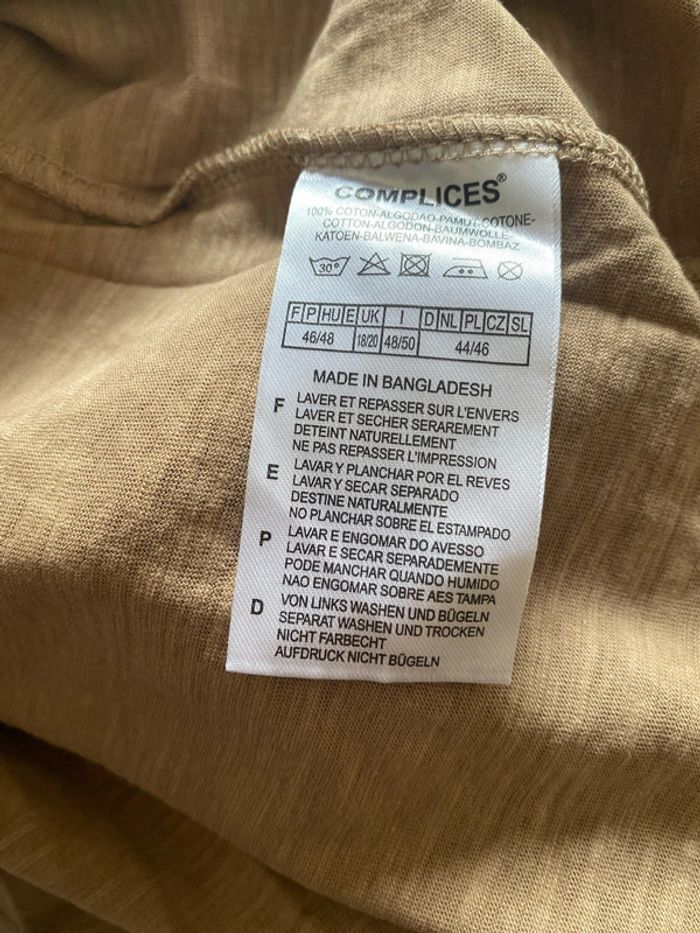 COMPLICES®
100% COTON-ALGODAO-PAMUT-COTONE-
COTTON-ALGODON-BAUMWOLLE-
KATOEN-BALWENA-BAVINA-BOMBAZ
30°
F P HU E UK I D NL PL CZ SL
46/48 18/20 48/50 44/46
MADE IN BANGLADESH
F LAVER ET REPASSER SUR L'ENVERS
LAVER ET SECHER SERAREMENT
DETEINT NATURELLEMENT
NE PAS REPASSER L'IMPRESSION
E LAVAR Y PLANCHAR POR EL REVES
LAVAR Y SECAR SEPARADO
DESTINE NATURALMENTE
NO PLANCHAR SOBRE EL ESTAMPADO
P LAVAR E ENGOMAR DO AVESSO
LAVAR E SECAR SEPARADEMENTE
PODE MANCHAR QUANDO HUMIDO
NAO ENGOMAR SOBRE AES TAMPA
D VON LINKS WASHEN UND BÜGELN
SEPARAT WASHEN UND TROCKEN
NICHT FARBECHT
AUFDRUCK NICHT BÜGELN